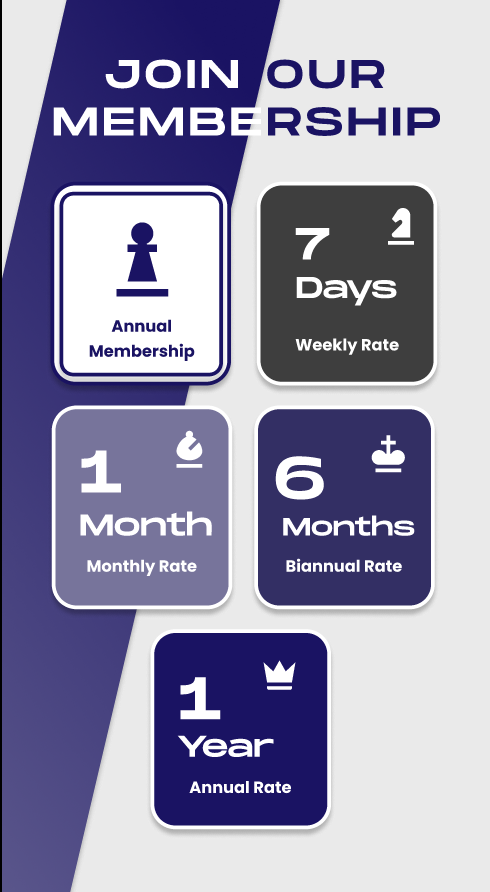 JOIN OUR
MEMBERSHIP
Annual
Membership
7
Days
Weekly Rate
1
Month
Monthly Rate
6
Months
Biannual Rate
1
Year
Annual Rate